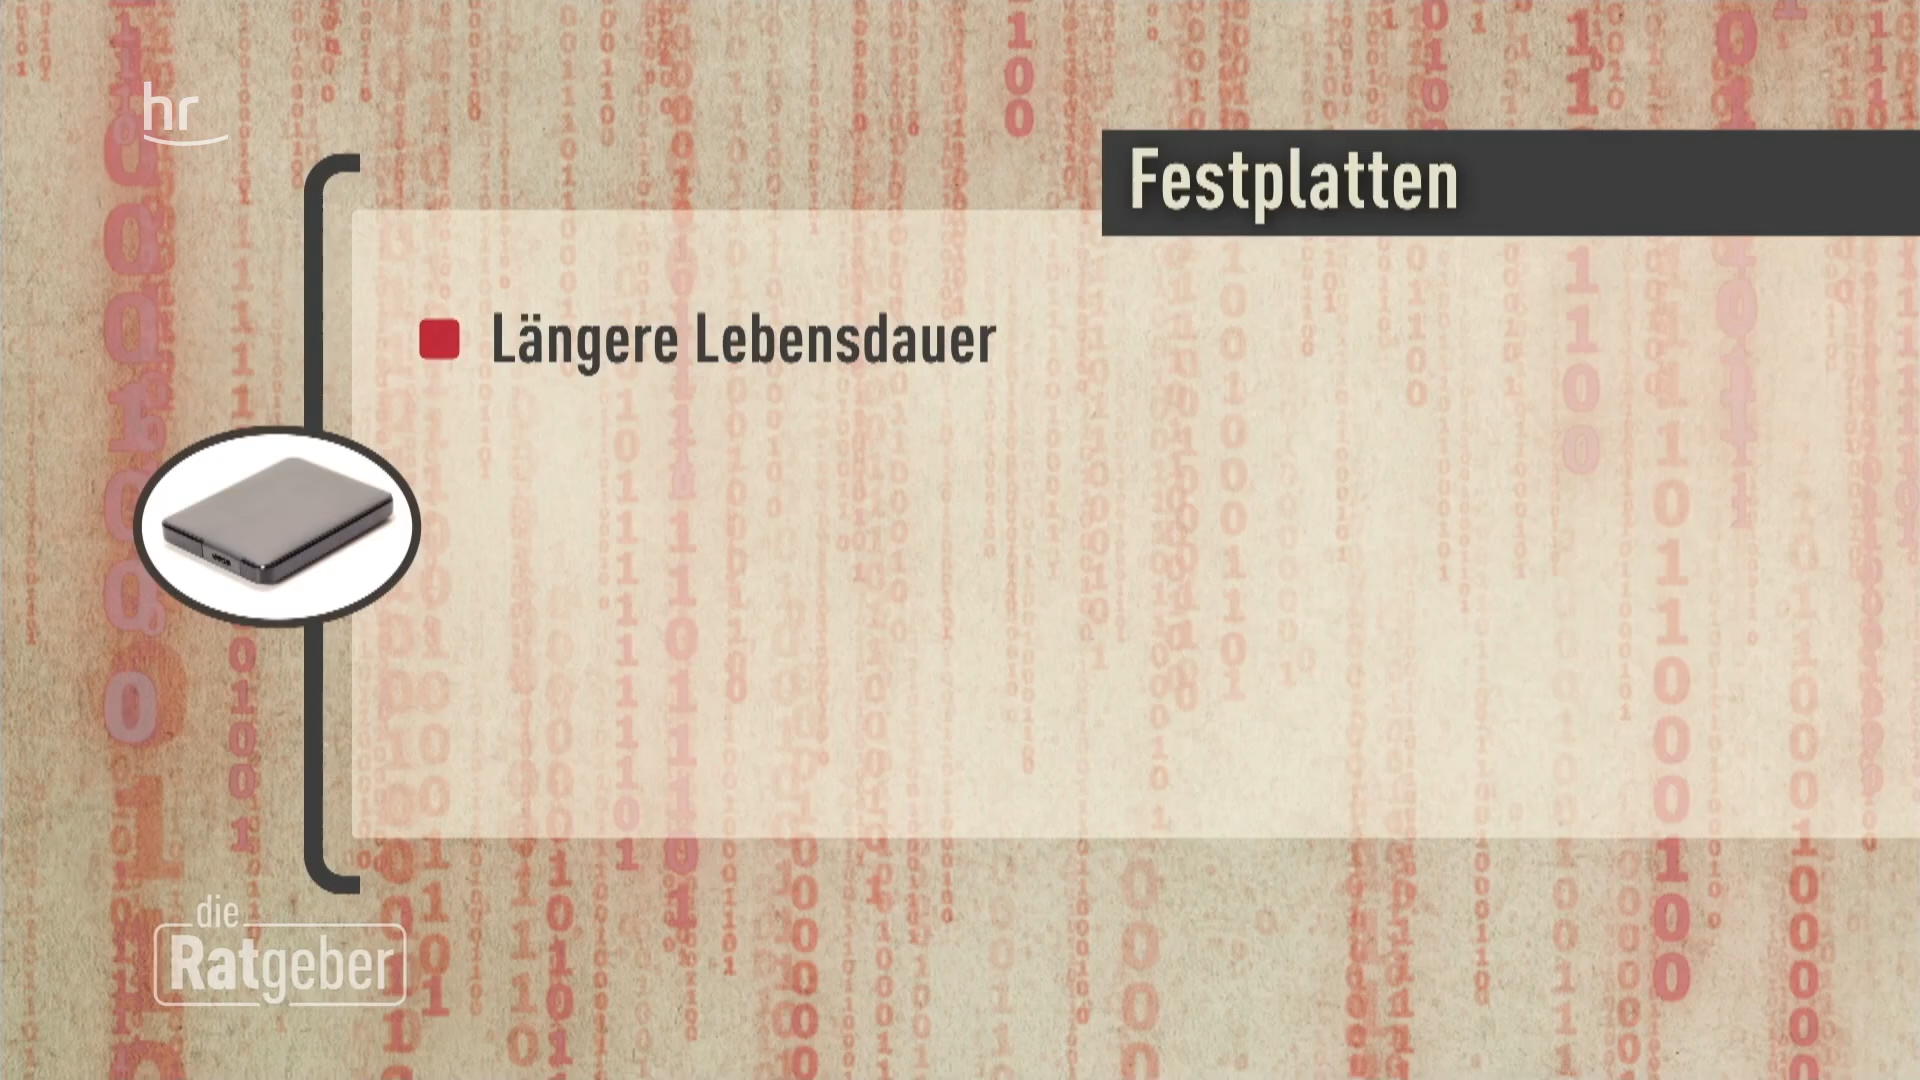 hr
Festplatten
Längere Lebensdauer
die
Ratgeber